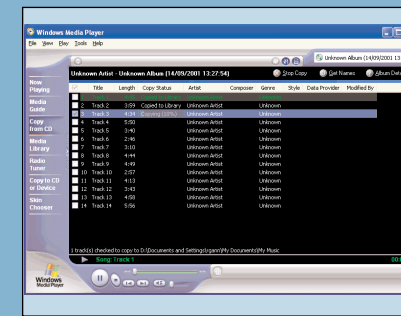 Windows Media Player
File View Play Tools Help
Unknown Album (14/09/2001 13
Unknown Artist - Unknown Album (14/09/2001 13:27:54)
Stop Copy Get Names Album Deta
Now Playing
Media Guide
Copy from CD
Media Library
Radio Tuner
Copy to CD or Device
Skin Chooser
Title Length Copy Status Artist Composer Genre Style Data Provider Modified By
2 Track 2 3:59 Copied to Library Unknown Artist Unknown
3 Track 3 4:34 Unknown Artist Unknown
4 Track 4 5:50 Unknown Artist Unknown
5 Track 5 3:40 Unknown Artist Unknown
6 Track 6 2:46 Unknown Artist Unknown
7 Track 7 3:10 Unknown Artist Unknown
8 Track 8 4:44 Unknown Artist Unknown
9 Track 9 4:49 Unknown Artist Unknown
10 Track 10 2:57 Unknown Artist Unknown
11 Track 11 4:13 Unknown Artist Unknown
12 Track 12 3:43 Unknown Artist Unknown
13 Track 13 4:58 Unknown Artist Unknown
14 Track 14 5:56 Unknown Artist Unknown
1 track(s) checked to copy to D:\Documents and Settings\rgann\My Documents\My Music
Song: Track 1
Windows Media Player